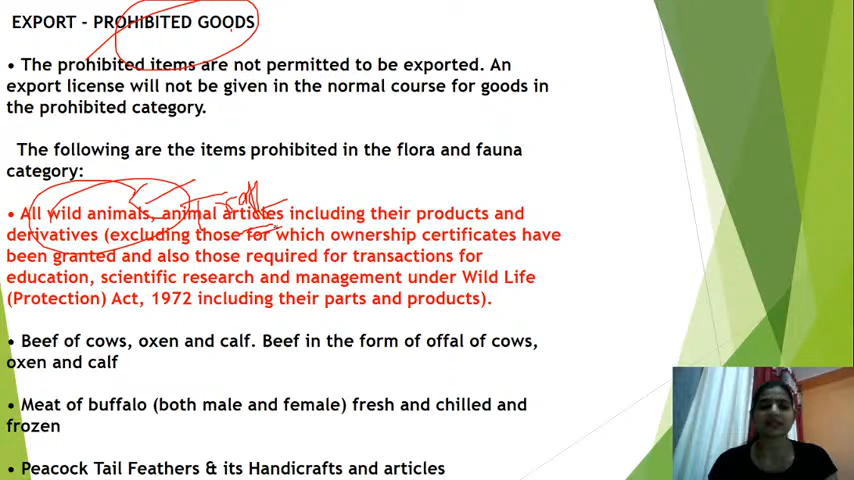 EXPORT - PROHIBITED GOODS
• The prohibited items are not permitted to be exported. An
export license will not be given in the normal course for goods in
the prohibited category.
The following are the items prohibited in the flora and fauna
category:
• All wild animals, animal articles including their products and
derivatives (excluding those for which ownership certificates have
been granted and also those required for transactions for
education, scientific research and management under Wild Life
(Protection) Act, 1972 including their parts and products).
• Beef of cows, oxen and calf. Beef in the form of offal of cows,
oxen and calf
• Meat of buffalo (both male and female) fresh and chilled and
frozen
• Peacock Tail Feathers & its Handicrafts and articles